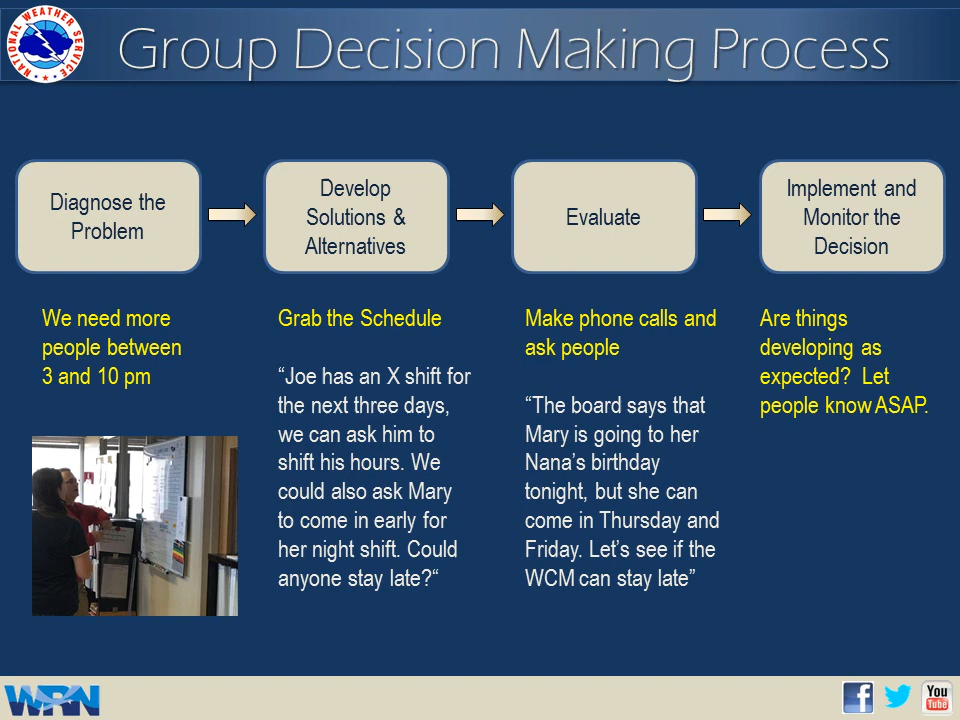 NATIONAL WEATHER SERVICE
Group Decision Making Process
Diagnose the
Problem
Develop
Solutions &
Alternatives
Evaluate
Implement and
Monitor the
Decision
We need more
people between
3 and 10 pm
Grab the Schedule
“Joe has an X shift for
the next three days,
we can ask him to
shift his hours. We
could also ask Mary
to come in early for
her night shift. Could
anyone stay late?“
Make phone calls and
ask people
“The board says that
Mary is going to her
Nana’s birthday
tonight, but she can
come in Thursday and
Friday. Let’s see if the
WCM can stay late”
Are things
developing as
expected?  Let
people know ASAP.
WRN
f
You
Tube